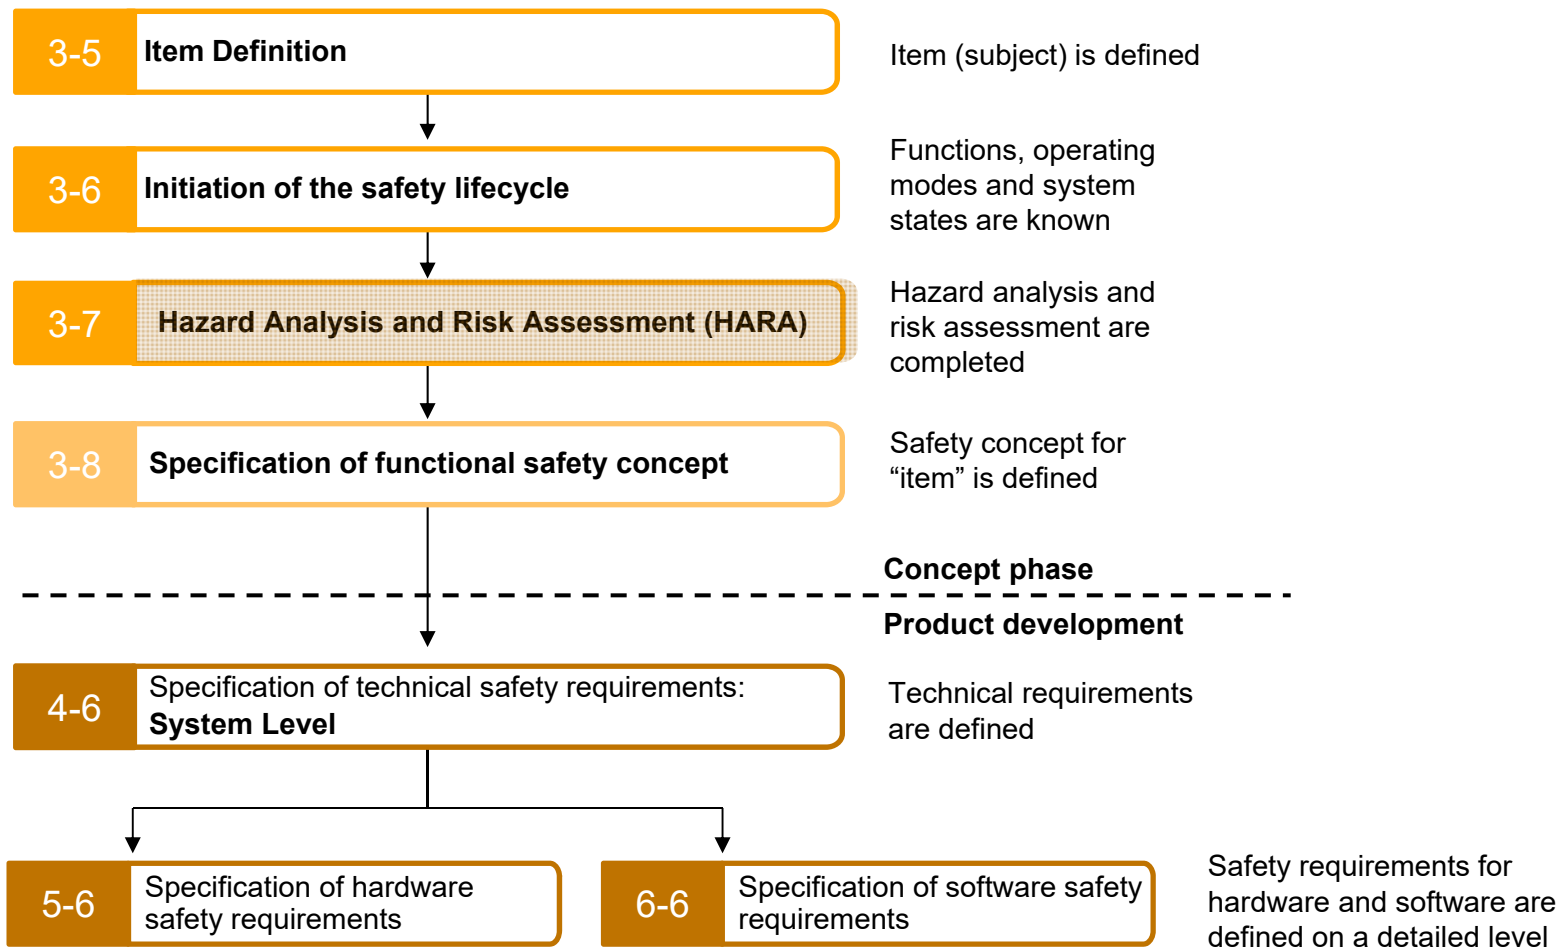 3-5 Item Definition
Item (subject) is defined
3-6 Initiation of the safety lifecycle
Functions, operating
modes and system
states are known
3-7 Hazard Analysis and Risk Assessment (HARA)
Hazard analysis and
risk assessment are
completed
3-8 Specification of functional safety concept
Safety concept for
“item” is defined
Concept phase
Product development
4-6 Specification of technical safety requirements:
System Level
Technical requirements
are defined
5-6 Specification of hardware
safety requirements
6-6 Specification of software safety
requirements
Safety requirements for
hardware and software are
defined on a detailed level